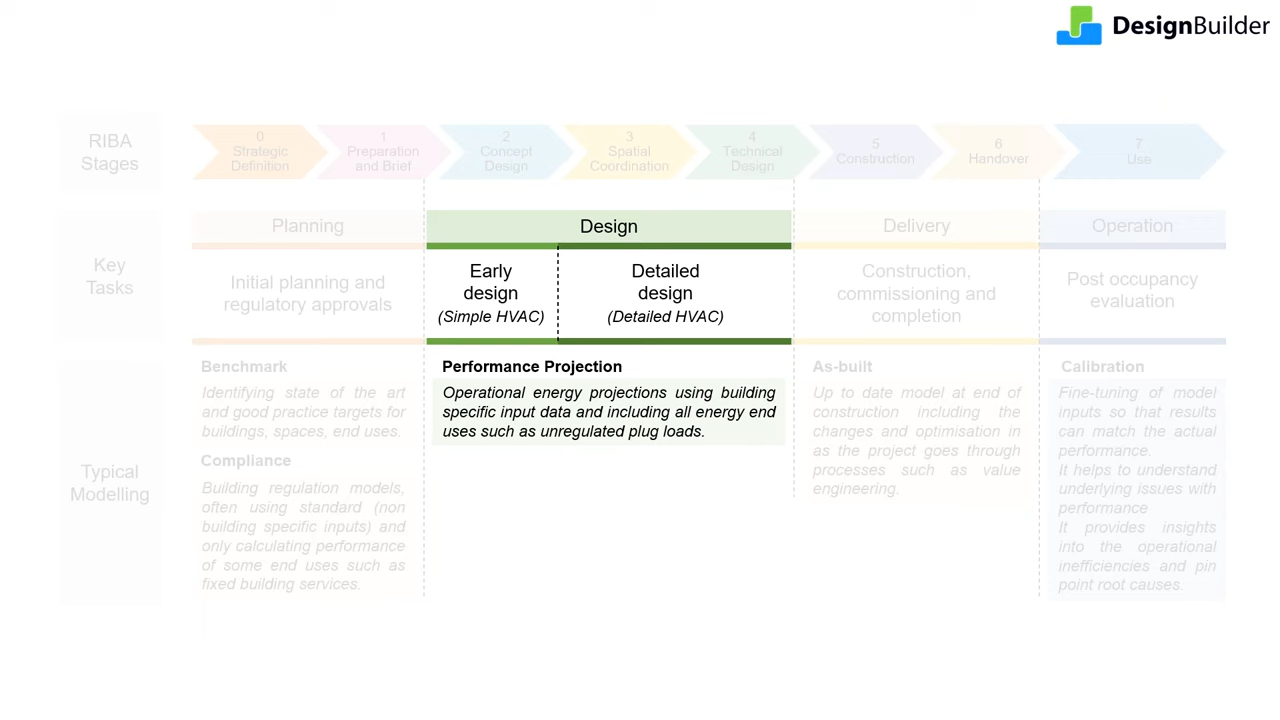 DesignBuilder
RIBA
Stages
0
Strategic
Definition
1
Preparation
and Brief
2
Concept
Design
3
Spatial
Coordination
4
Technical
Design
5
Construction
6
Handover
7
Use
Key
Tasks
Planning
Design
Delivery
Operation
Initial planning and
regulatory approvals
Early
design
(Simple HVAC)
Detailed
design
(Detailed HVAC)
Construction,
commissioning and
completion
Post occupancy
evaluation
Typical
Modelling
Benchmark
Identifying state of the art
and good practice targets for
buildings, spaces, end uses.
Compliance
Building regulation models,
often using standard (non
building specific inputs) and
only calculating performance
of some end uses such as
fixed building services.
Performance Projection
Operational energy projections using building
specific input data and including all energy end
uses such as unregulated plug loads.
As-built
Up to date model at end of
construction including the
changes and optimisation in
as the project goes through
processes such as value
engineering.
Calibration
Fine-tuning of model
inputs so that results
can match the actual
performance.
It helps to understand
underlying issues with
performance
It provides insights
into the operational
inefficiencies and pin
point root causes.